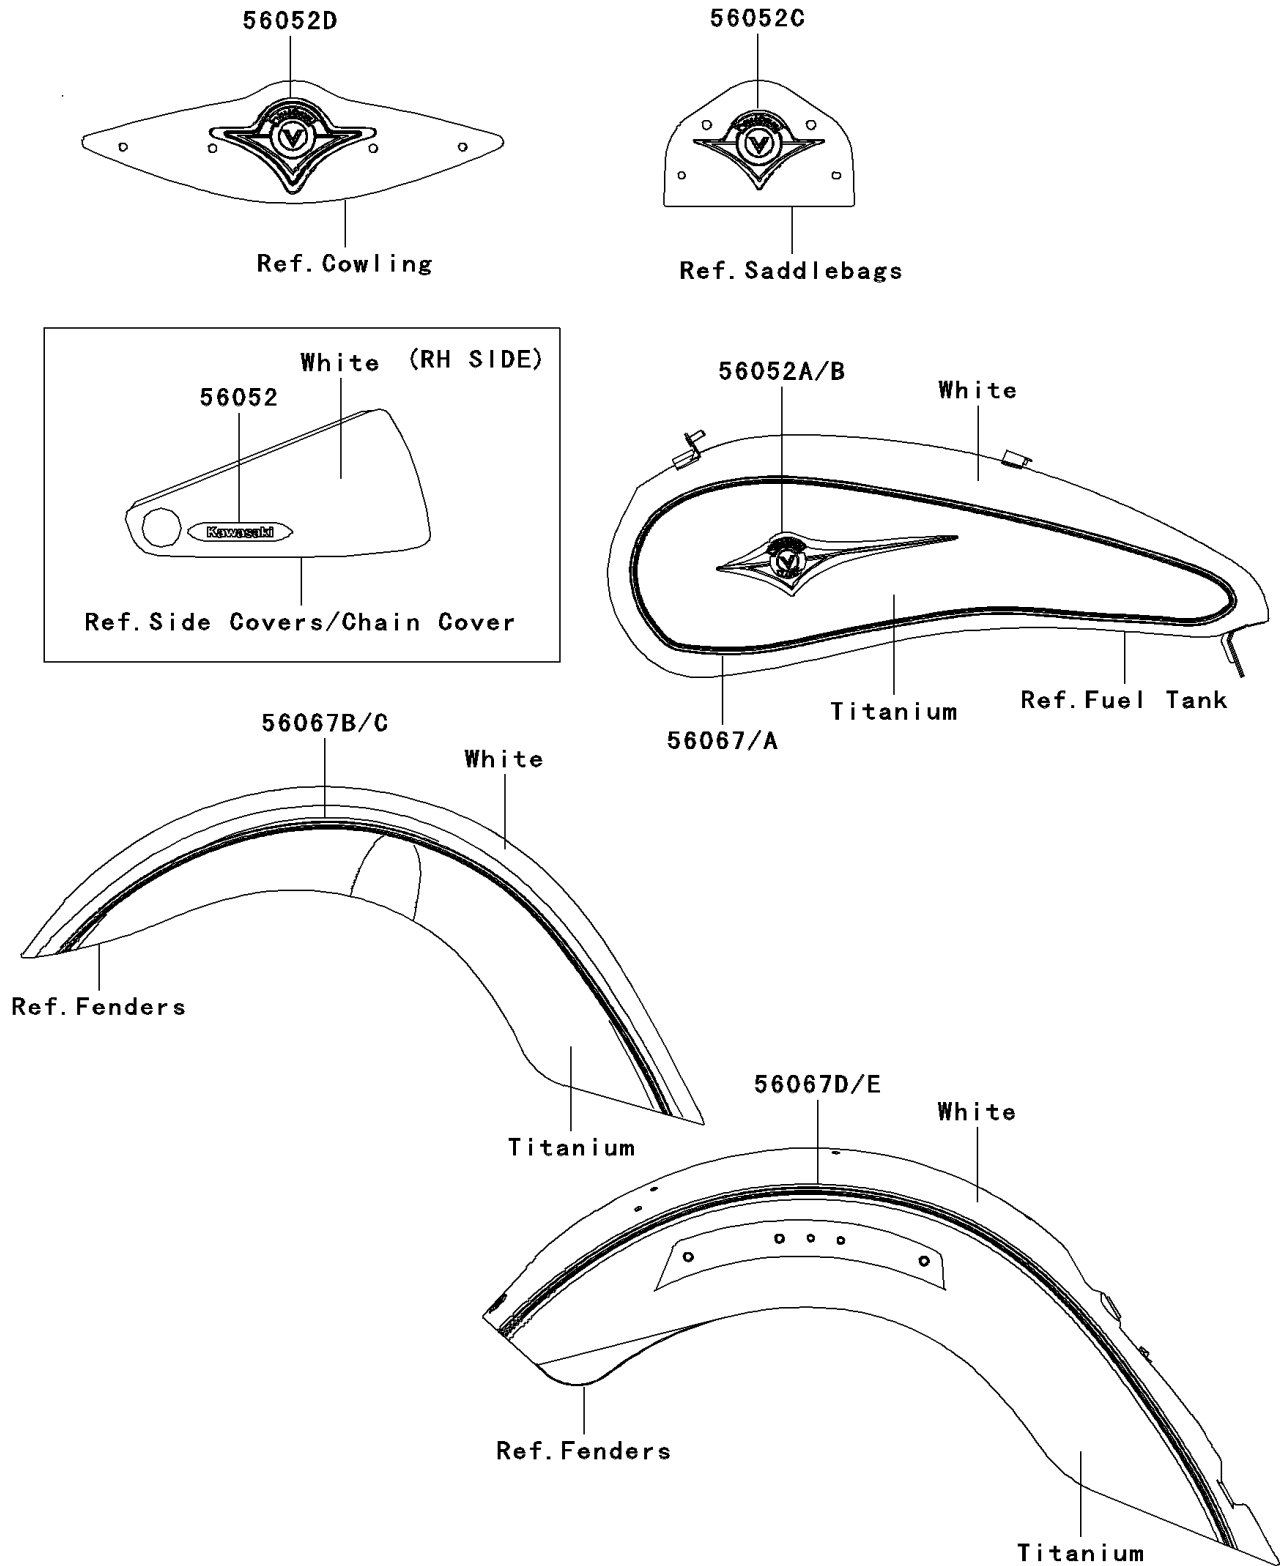 56052D
56052C
Ref.Cowling
Ref.Saddlebags
White (RH SIDE)
56052
Kawasaki
Ref.Side Covers/Chain Cover
56052A/B
White
Titanium
Ref.Fuel Tank
56067/A
56067B/C
White
Ref.Fenders
Titanium
56067D/E
White
Ref.Fenders
Titanium
V
V
V